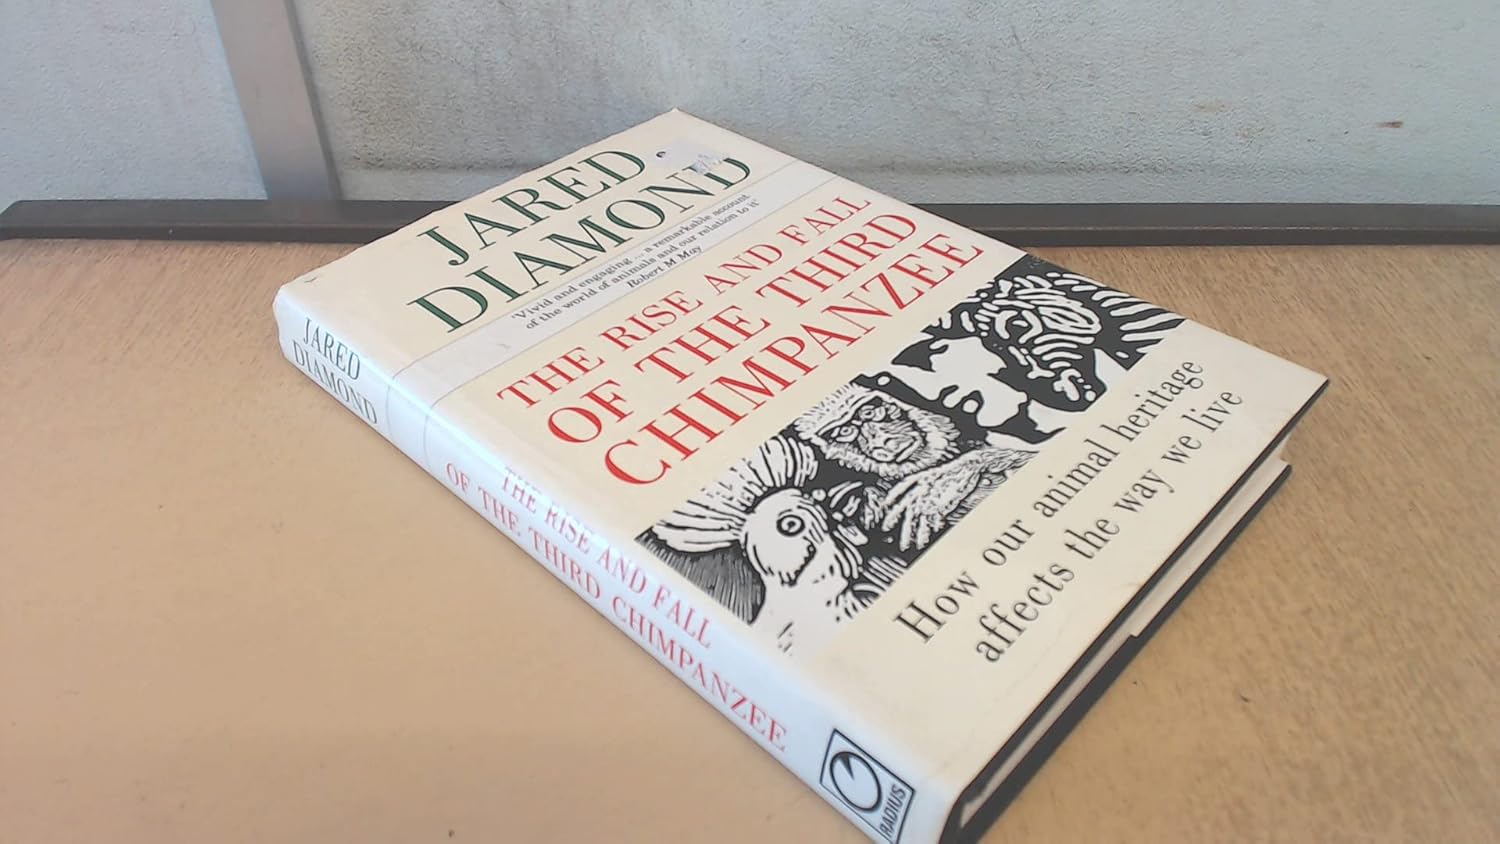 JARED
DIAMOND
'Vivid and engaging ... a remarkable account
of the world of animals and our relation to it'
Robert M May
THE RISE AND FALL
OF THE THIRD
CHIMPANZEE
How our animal heritage
affects the way we live
JARED
DIAMOND
THE RISE AND FALL
OF THE THIRD CHIMPANZEE
RADIUS